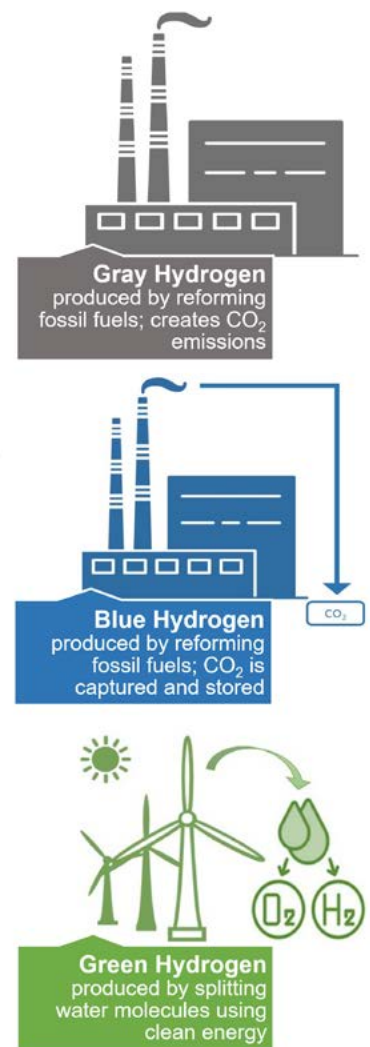 Gray Hydrogen
produced by reforming
fossil fuels; creates CO₂
emissions
CO₂
Blue Hydrogen
produced by reforming
fossil fuels; CO₂ is
captured and stored
O₂ H₂
Green Hydrogen
produced by splitting
water molecules using
clean energy